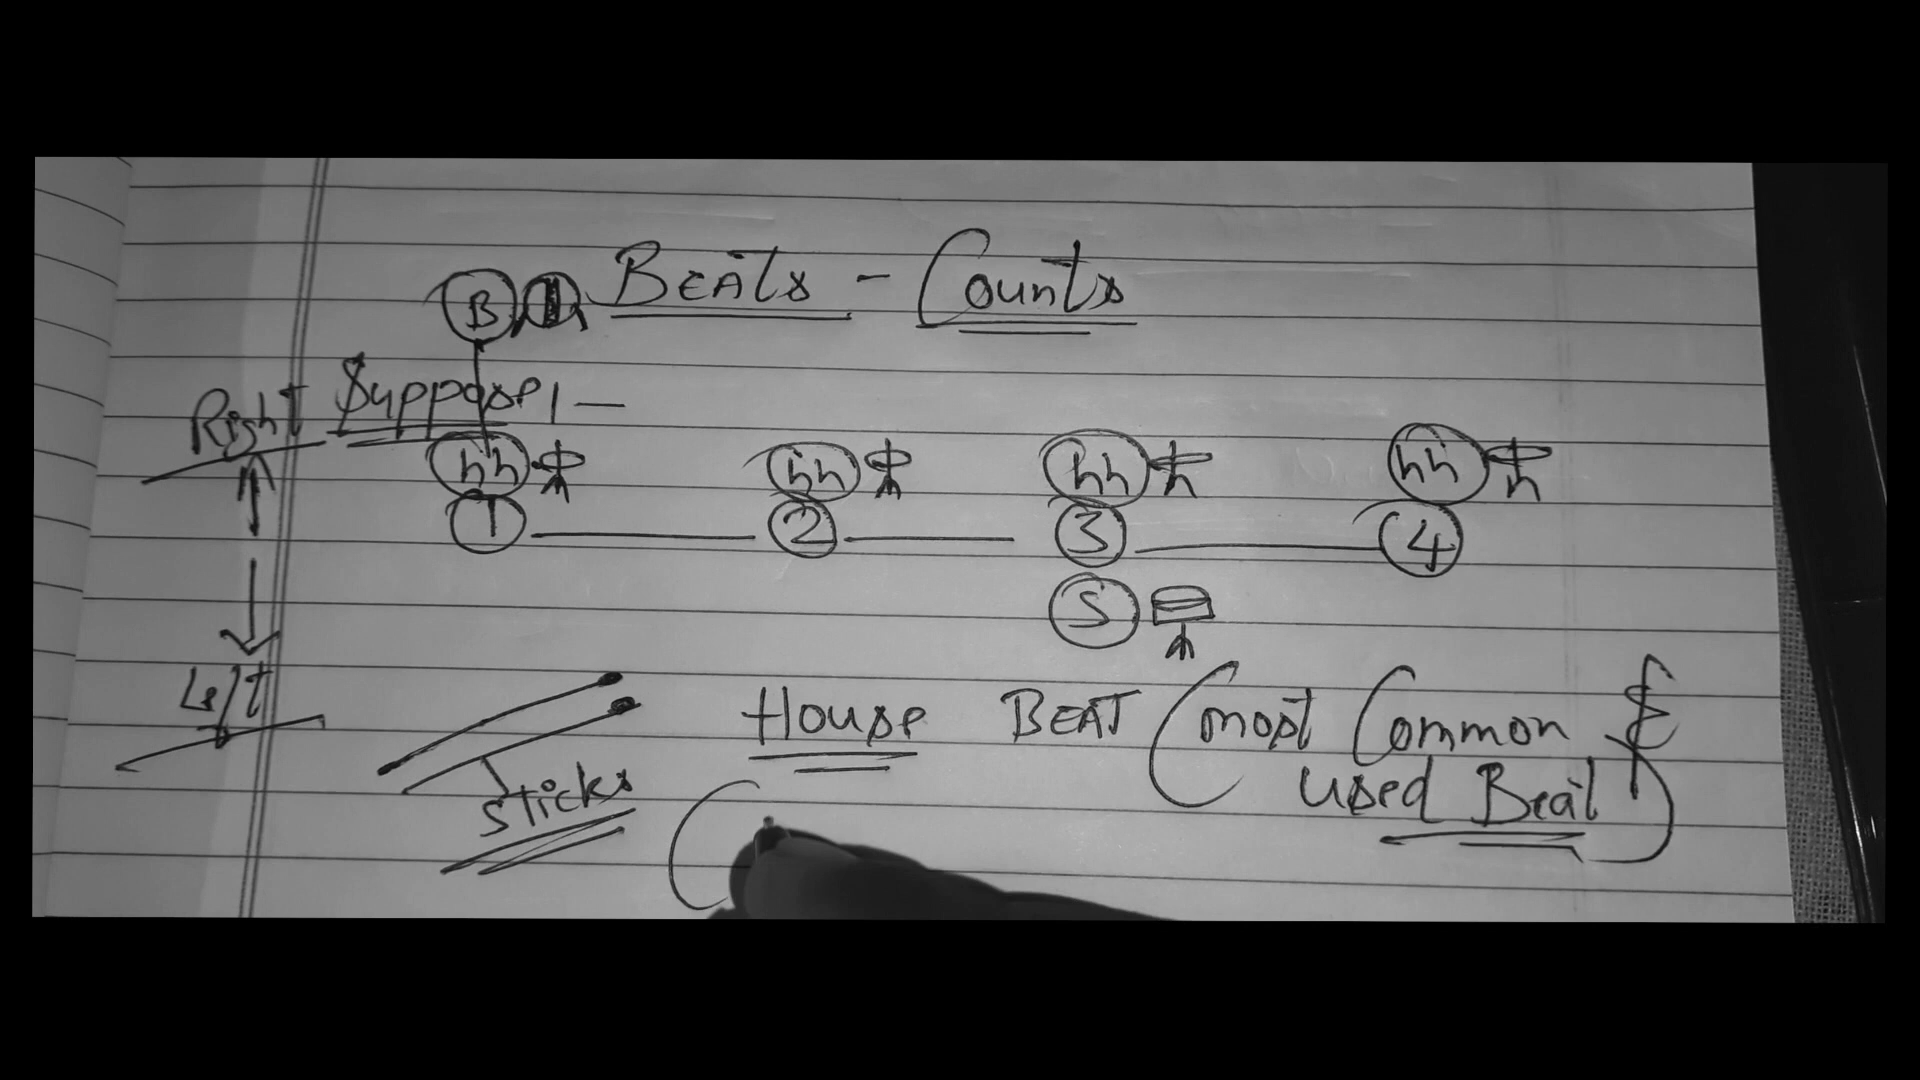 B Beats - Counts
Right Suppose, -
hh hh hh hh
1 2 3 4
S
Left
House BEAT (most Common &
used Beat)
sticks
(